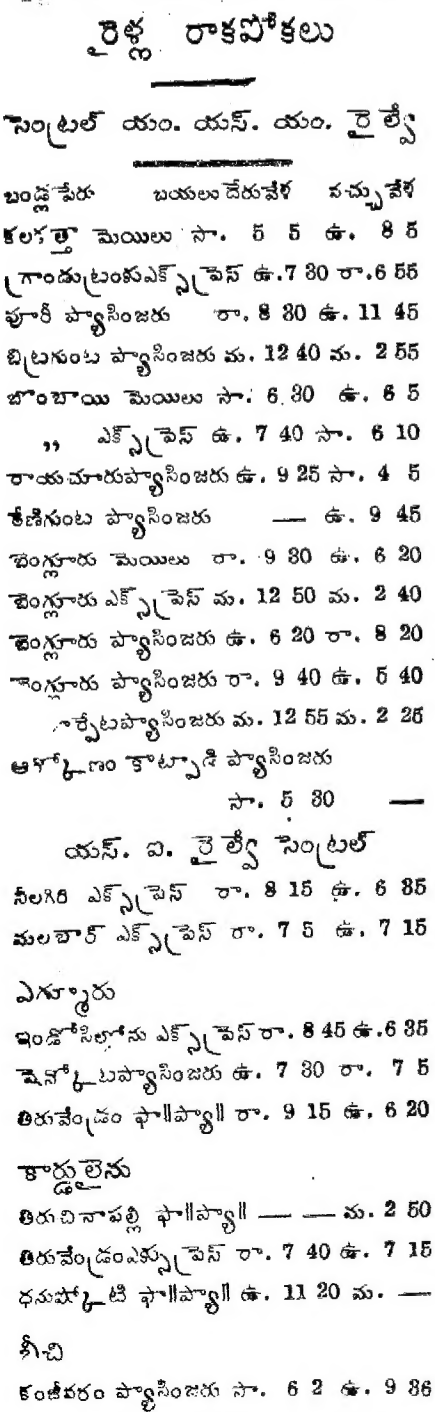 రైళ్ల రాకపోకలు
సెంట్రల్ యం. యస్. యం. రైల్వే
బండ్లపేరు బయలుదేరువేళ వచ్చువేళ
కలకత్తా మెయిలు సా. 5 5 ఉ. 8 5
గ్రాండుట్రంకుఎక్స్ప్రెస్ ఉ.7 30 రా.6 55
పూరీ ప్యాసింజరు రా. 8 30 ఉ. 11 45
బిట్రగుంట ప్యాసింజరు మ. 12 40 మ. 2 55
బొంబాయి మెయిలు సా. 6.30 ఉ. 6 5
,, ఎక్స్ప్రెస్ ఉ. 7 40 సా. 6 10
రాయచూరుప్యాసింజరు ఉ. 9 25 సా. 4 5
రేణిగుంట ప్యాసింజరు — ఉ. 9 45
బెంగ్లూరు మెయిలు రా. 9 30 ఉ. 6 20
బెంగ్లూరు ఎక్స్ప్రెస్ మ. 12 50 మ. 2 40
బెంగ్లూరు ప్యాసింజరు ఉ. 6 20 రా. 8 20
బెంగ్లూరు ప్యాసింజరు రా. 9 40 ఉ. 5 40
ప్యాసింజరు మ. 12 55 మ. 2 25
ఆర్కోణం కాట్పాడి ప్యాసింజరు
సా. 5 30 —
యస్. ఐ. రైల్వే సెంట్రల్
నీలగిరి ఎక్స్ప్రెస్ రా. 8 15 ఉ. 6 35
మలబార్ ఎక్స్ప్రెస్ రా. 7 5 ఉ. 7 15
ఎగ్మూరు
ఇండోసిలోను ఎక్స్ప్రెస్ రా. 8 45 ఉ.6 35
షెన్కోటప్యాసింజరు ఉ. 7 30 రా. 7 5
తిరువేండ్రం ఫా॥ప్యా॥ రా. 9 15 ఉ. 6 20
కార్డులైను
తిరుచినాపల్లి ఫా॥ప్యా॥ — — మ. 2 50
తిరువేండ్రంఎక్స్ప్రెస్ రా. 7 40 ఉ. 7 15
ధనుష్కోటి ఫా॥ప్యా॥ ఉ. 11 20 మ. —
శీచి
కంజీవరం ప్యాసింజరు సా. 6 2 ఉ. 9 36